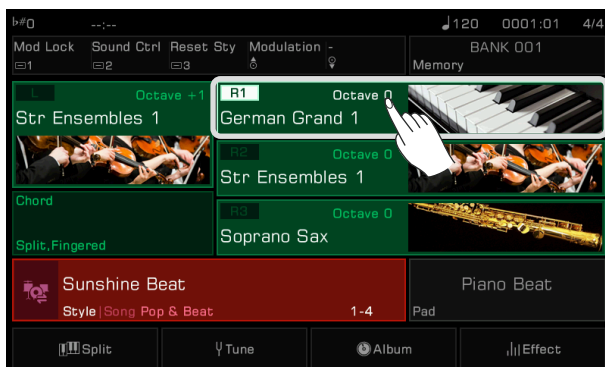 ♭#0 --:-- ♩120 0001:01 4/4
Mod Lock Sound Ctrl Reset Sty Modulation - BANK 001
1 2 3 Memory
L Octave +1 R1 Octave 0
Str Ensembles 1 German Grand 1
R2 Octave 0
Str Ensembles 1
Chord R3 Octave 0
Split,Fingered Soprano Sax
Sunshine Beat Piano Beat
Style|Song Pop & Beat 1-4 Pad
Split Tune Album Effect